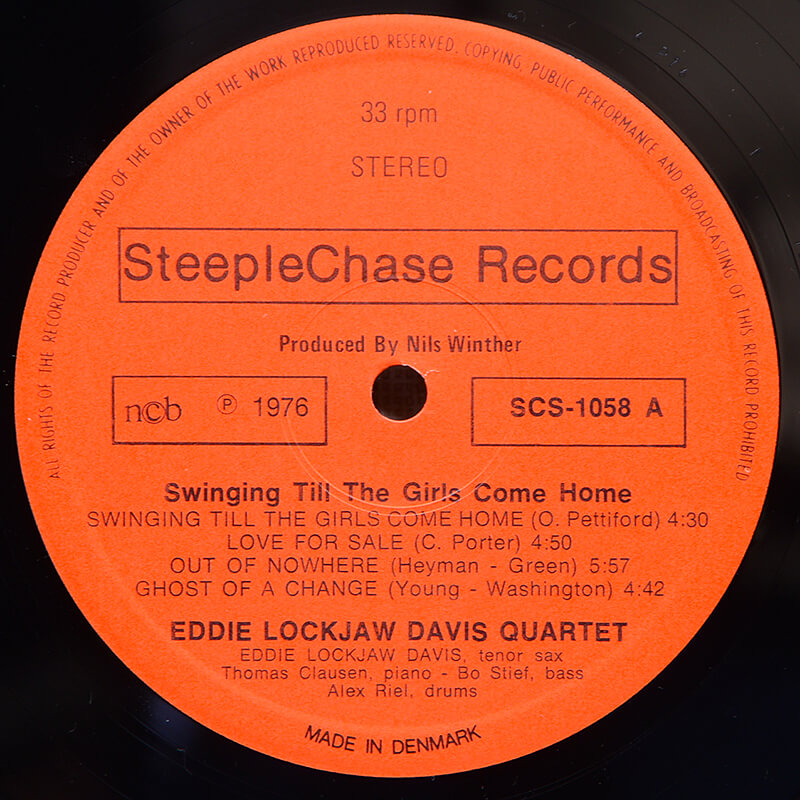 ALL RIGHTS OF THE RECORD PRODUCER AND OF THE OWNER OF THE WORK REPRODUCED RESERVED. COPYING, PUBLIC PERFORMANCE AND BROADCASTING OF THIS RECORD PROHIBITED
33 rpm
STEREO
SteepleChase Records
Produced By Nils Winther
n©b ℗ 1976
SCS-1058 A
Swinging Till The Girls Come Home
SWINGING TILL THE GIRLS COME HOME (O. Pettiford) 4:30
LOVE FOR SALE (C. Porter) 4:50
OUT OF NOWHERE (Heyman - Green) 5:57
GHOST OF A CHANGE (Young - Washington) 4:42
EDDIE LOCKJAW DAVIS QUARTET
EDDIE LOCKJAW DAVIS, tenor sax
Thomas Clausen, piano - Bo Stief, bass
Alex Riel, drums
MADE IN DENMARK